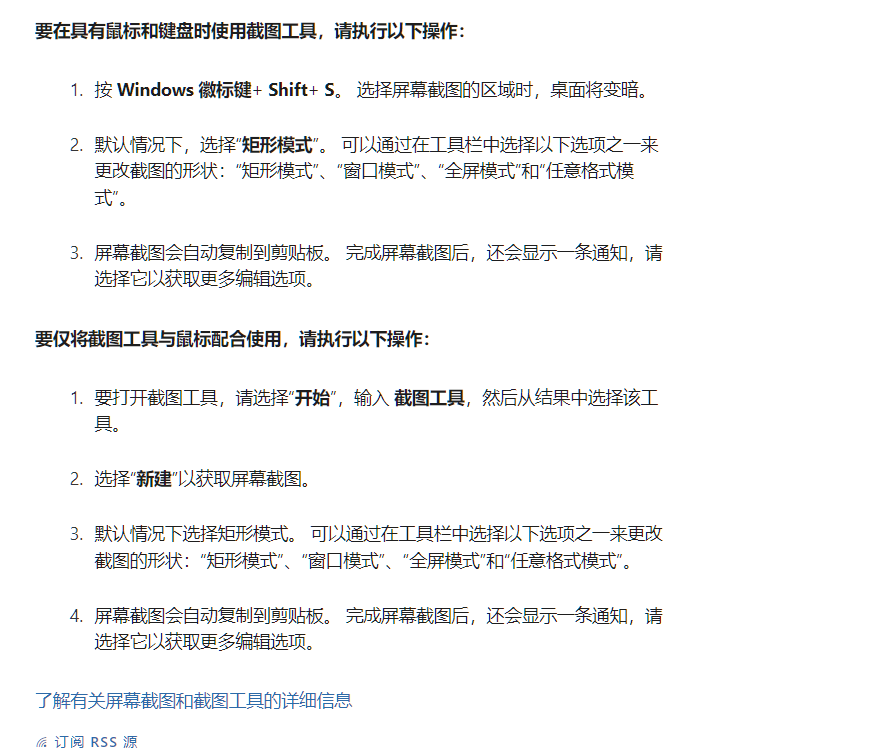 要在具有鼠标和键盘时使用截图工具，请执行以下操作：
1. 按 Windows 徽标键+ Shift+ S。 选择屏幕截图的区域时，桌面将变暗。
2. 默认情况下，选择“矩形模式”。 可以通过在工具栏中选择以下选项之一来
更改截图的形状：“矩形模式”、“窗口模式”、“全屏模式”和“任意格式模
式”。
3. 屏幕截图会自动复制到剪贴板。 完成屏幕截图后，还会显示一条通知，请
选择它以获取更多编辑选项。
要仅将截图工具与鼠标配合使用，请执行以下操作：
1. 要打开截图工具，请选择“开始”，输入 截图工具，然后从结果中选择该工
具。
2. 选择“新建”以获取屏幕截图。
3. 默认情况下选择矩形模式。 可以通过在工具栏中选择以下选项之一来更改
截图的形状：“矩形模式”、“窗口模式”、“全屏模式”和“任意格式模式”。
4. 屏幕截图会自动复制到剪贴板。 完成屏幕截图后，还会显示一条通知，请
选择它以获取更多编辑选项。
了解有关屏幕截图和截图工具的详细信息
订阅 RSS 源